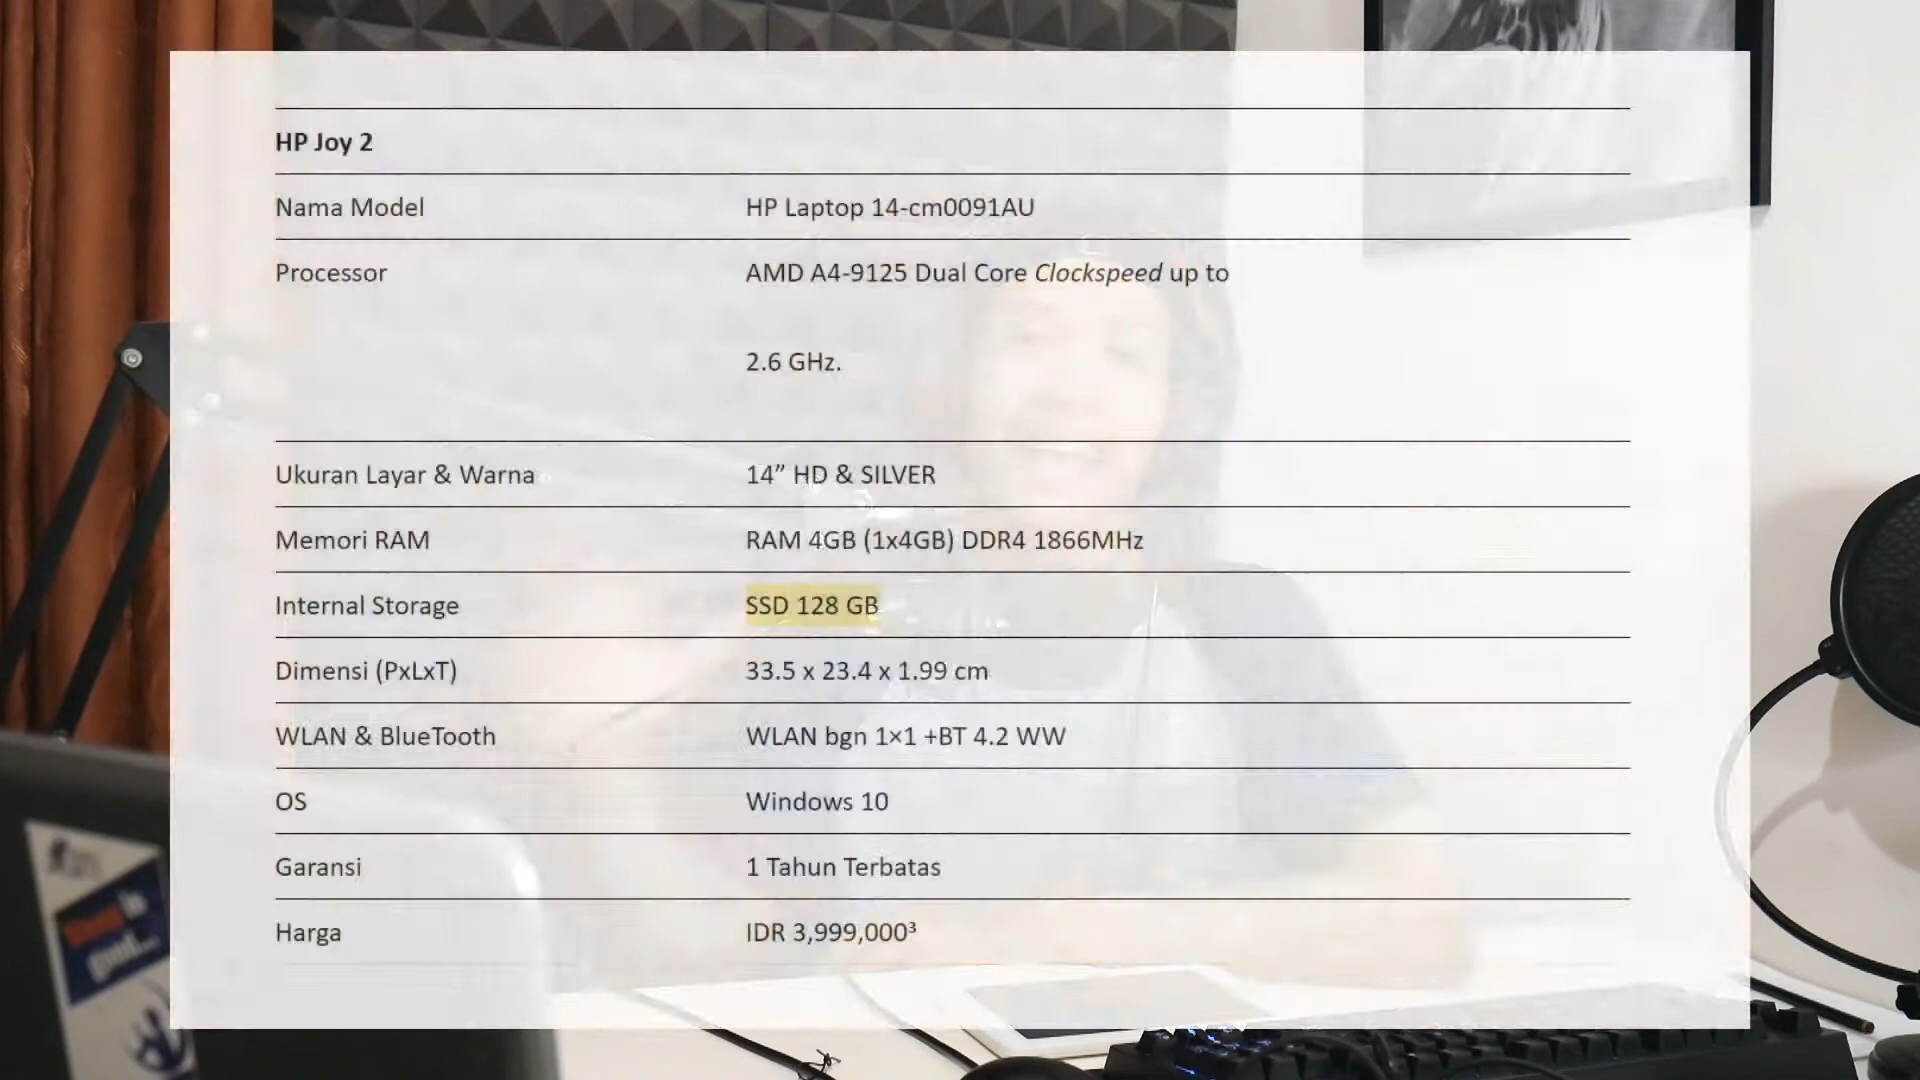 HP Joy 2
Nama Model HP Laptop 14-cm0091AU
Processor AMD A4-9125 Dual Core Clockspeed up to
2.6 GHz.
Ukuran Layar & Warna 14” HD & SILVER
Memori RAM RAM 4GB (1x4GB) DDR4 1866MHz
Internal Storage SSD 128 GB
Dimensi (PxLxT) 33.5 x 23.4 x 1.99 cm
WLAN & BlueTooth WLAN bgn 1×1 +BT 4.2 WW
OS Windows 10
Garansi 1 Tahun Terbatas
Harga IDR 3,999,000³